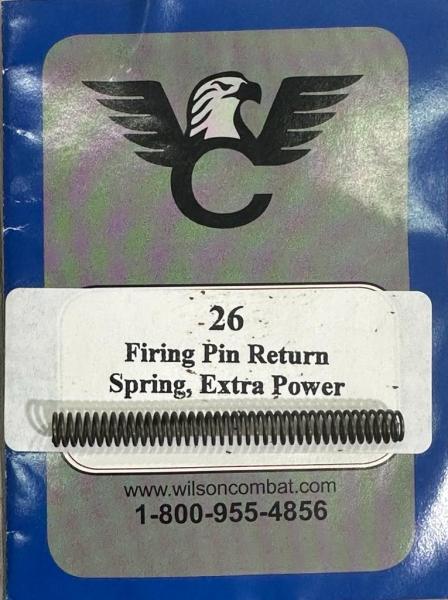 26
Firing Pin Return
Spring, Extra Power
www.wilsoncombat.com
1-800-955-4856